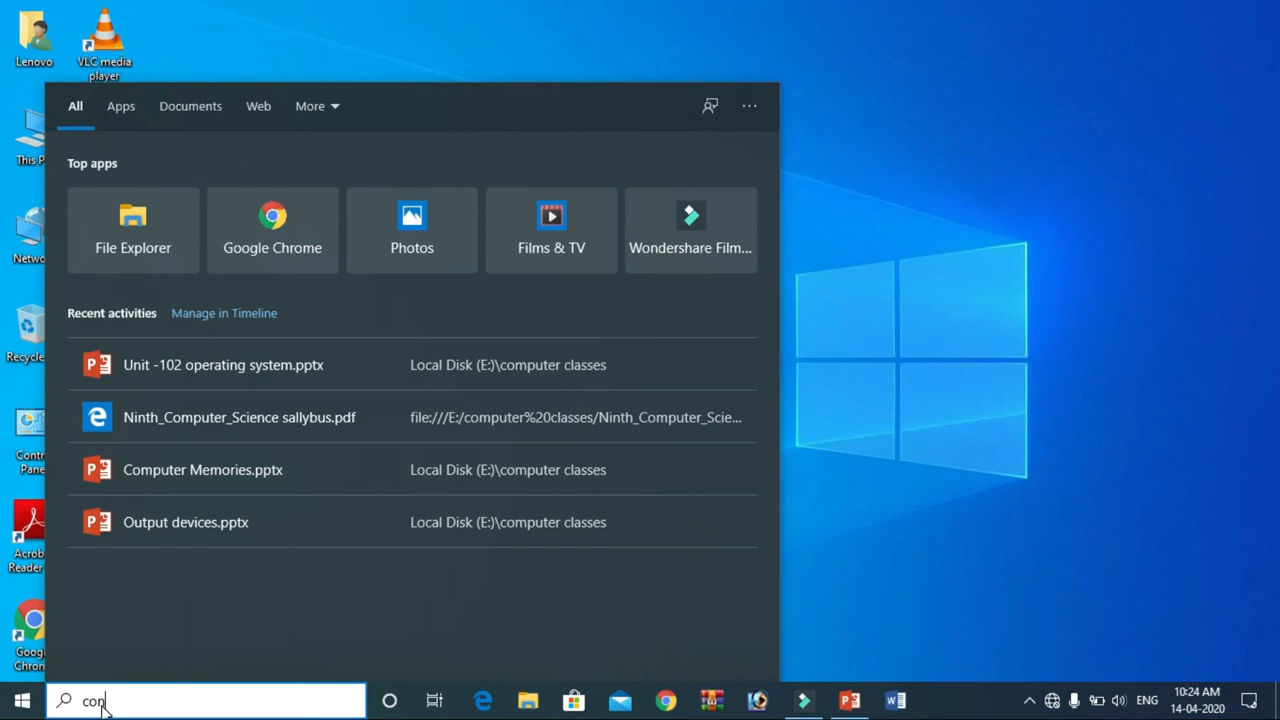 Lenovo
VLC media
player
This P
Netwo
Recycle
Contr
Pane
Acrob
Reader
Goog
Chrom
All Apps Documents Web More
Top apps
File Explorer Google Chrome Photos Films & TV Wondershare Film...
Recent activities Manage in Timeline
Unit -102 operating system.pptx Local Disk (E:)\computer classes
Ninth_Computer_Science sallybus.pdf file:///E:/computer%20classes/Ninth_Computer_Scie...
Computer Memories.pptx Local Disk (E:)\computer classes
Output devices.pptx Local Disk (E:)\computer classes
con
ENG
10:24 AM
14-04-2020